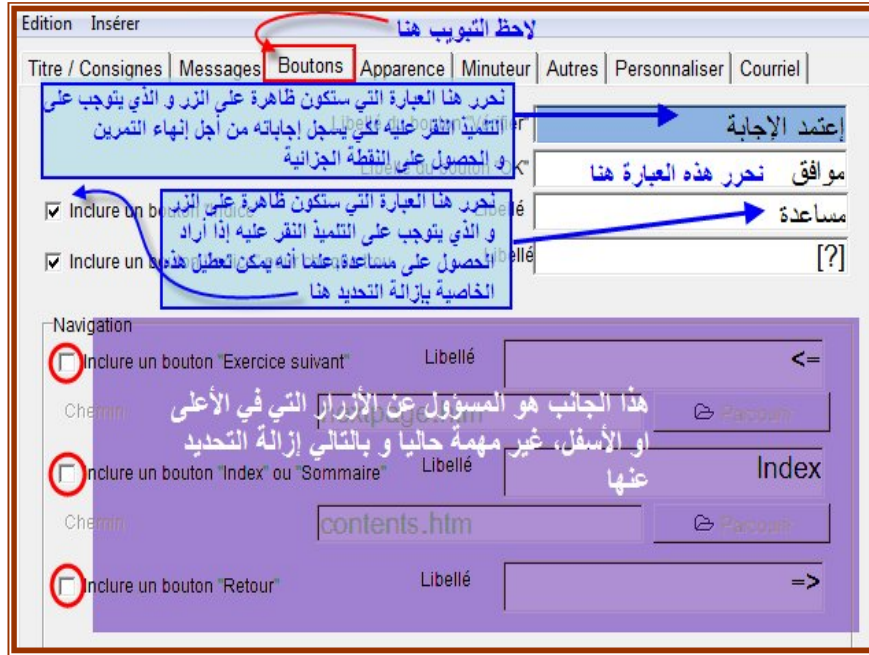 Edition Insérer
لاحظ التبويب هنا
Titre / Consignes Messages Boutons Apparence Minuteur Autres Personnaliser Courriel
نحرر هنا العبارة التي ستكون ظاهرة على الزر و الذي يتوجب على
التلميذ النقر عليه لكي يسجل إجاباته من أجل إنهاء التمرين
و الحصول على النقطة الجزائية
إعتمد الإجابة
موافق نحرر هذه العبارة هنا
نحرر هنا العبارة التي ستكون ظاهرة على الزر
و الذي يتوجب على التلميذ النقر عليه إذا أراد
الحصول على مساعدة، علما أنه يمكن تعطيل هذه
الخاصية بإزالة التحديد هنا
Inclure un
مساعدة
Inclure un
[?]
Navigation
Inclure un bouton "Exercice suivant" Libellé <=
Chemin nextpage.htm Parcourir
هذا الجانب هو المسؤول عن الأزرار التي في الأعلى
او الأسفل، غير مهمة حاليا و بالتالي إزالة التحديد
عنها
Inclure un bouton "Index" ou "Sommaire" Libellé Index
Chemin contents.htm Parcourir
Inclure un bouton "Retour" Libellé =>